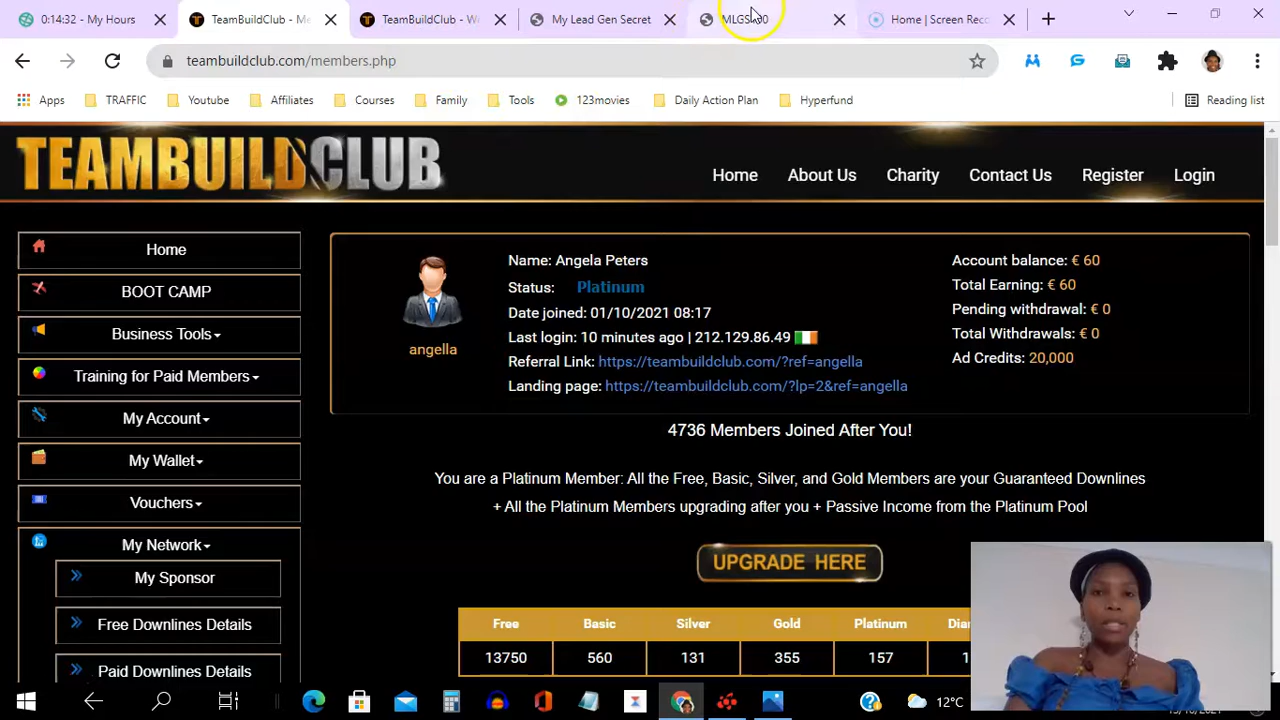 0:14:32 - My Hours
TeamBuildClub - Me
TeamBuildClub - We
My Lead Gen Secret
Home | Screen Reco
teambuildclub.com/members.php
Apps
TRAFFIC
Youtube
Affiliates
Courses
Family
Tools
123movies
Daily Action Plan
Hyperfund
Reading list
TEAMBUILDCLUB
Home
About Us
Charity
Contact Us
Register
Login
Home
BOOT CAMP
Business Tools
Training for Paid Members
My Account
My Wallet
Vouchers
My Network
My Sponsor
Free Downlines Details
Paid Downlines Details
angella
Name: Angela Peters
Status: Platinum
Date joined: 01/10/2021 08:17
Last login: 10 minutes ago | 212.129.86.49
Referral Link: https://teambuildclub.com/?ref=angella
Landing page: https://teambuildclub.com/?lp=2&ref=angella
Account balance: € 60
Total Earning: € 60
Pending withdrawal: € 0
Total Withdrawals: € 0
Ad Credits: 20,000
4736 Members Joined After You!
You are a Platinum Member: All the Free, Basic, Silver, and Gold Members are your Guaranteed Downlines
+ All the Platinum Members upgrading after you + Passive Income from the Platinum Pool
UPGRADE HERE
Free Basic Silver Gold Platinum
13750 560 131 355 157
12°C